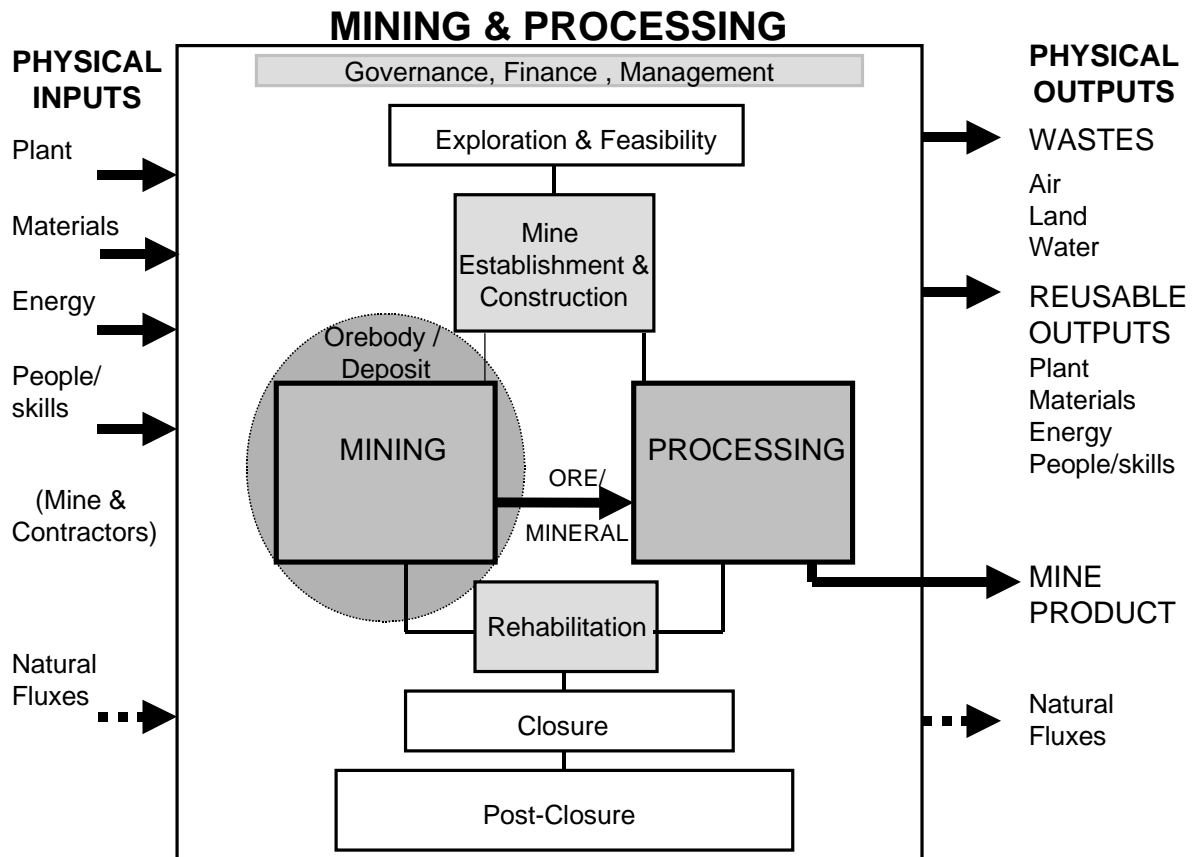 MINING & PROCESSING
PHYSICAL
INPUTS
Plant
Materials
Energy
People/
skills
(Mine &
Contractors)
Natural
Fluxes
Governance, Finance , Management
Exploration & Feasibility
Mine
Establishment &
Construction
Orebody /
Deposit
MINING
ORE/
MINERAL
PROCESSING
Rehabilitation
Closure
Post-Closure
PHYSICAL
OUTPUTS
WASTES
Air
Land
Water
REUSABLE
OUTPUTS
Plant
Materials
Energy
People/skills
MINE
PRODUCT
Natural
Fluxes